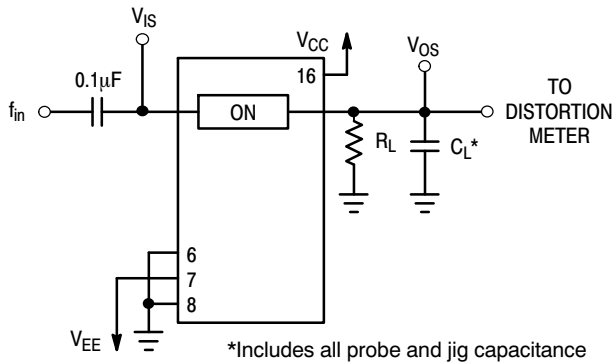 V_IS
V_CC
V_OS
0.1μF
16
f_in
ON
TO
DISTORTION
METER
R_L
C_L*
6
7
8
V_EE
*Includes all probe and jig capacitance